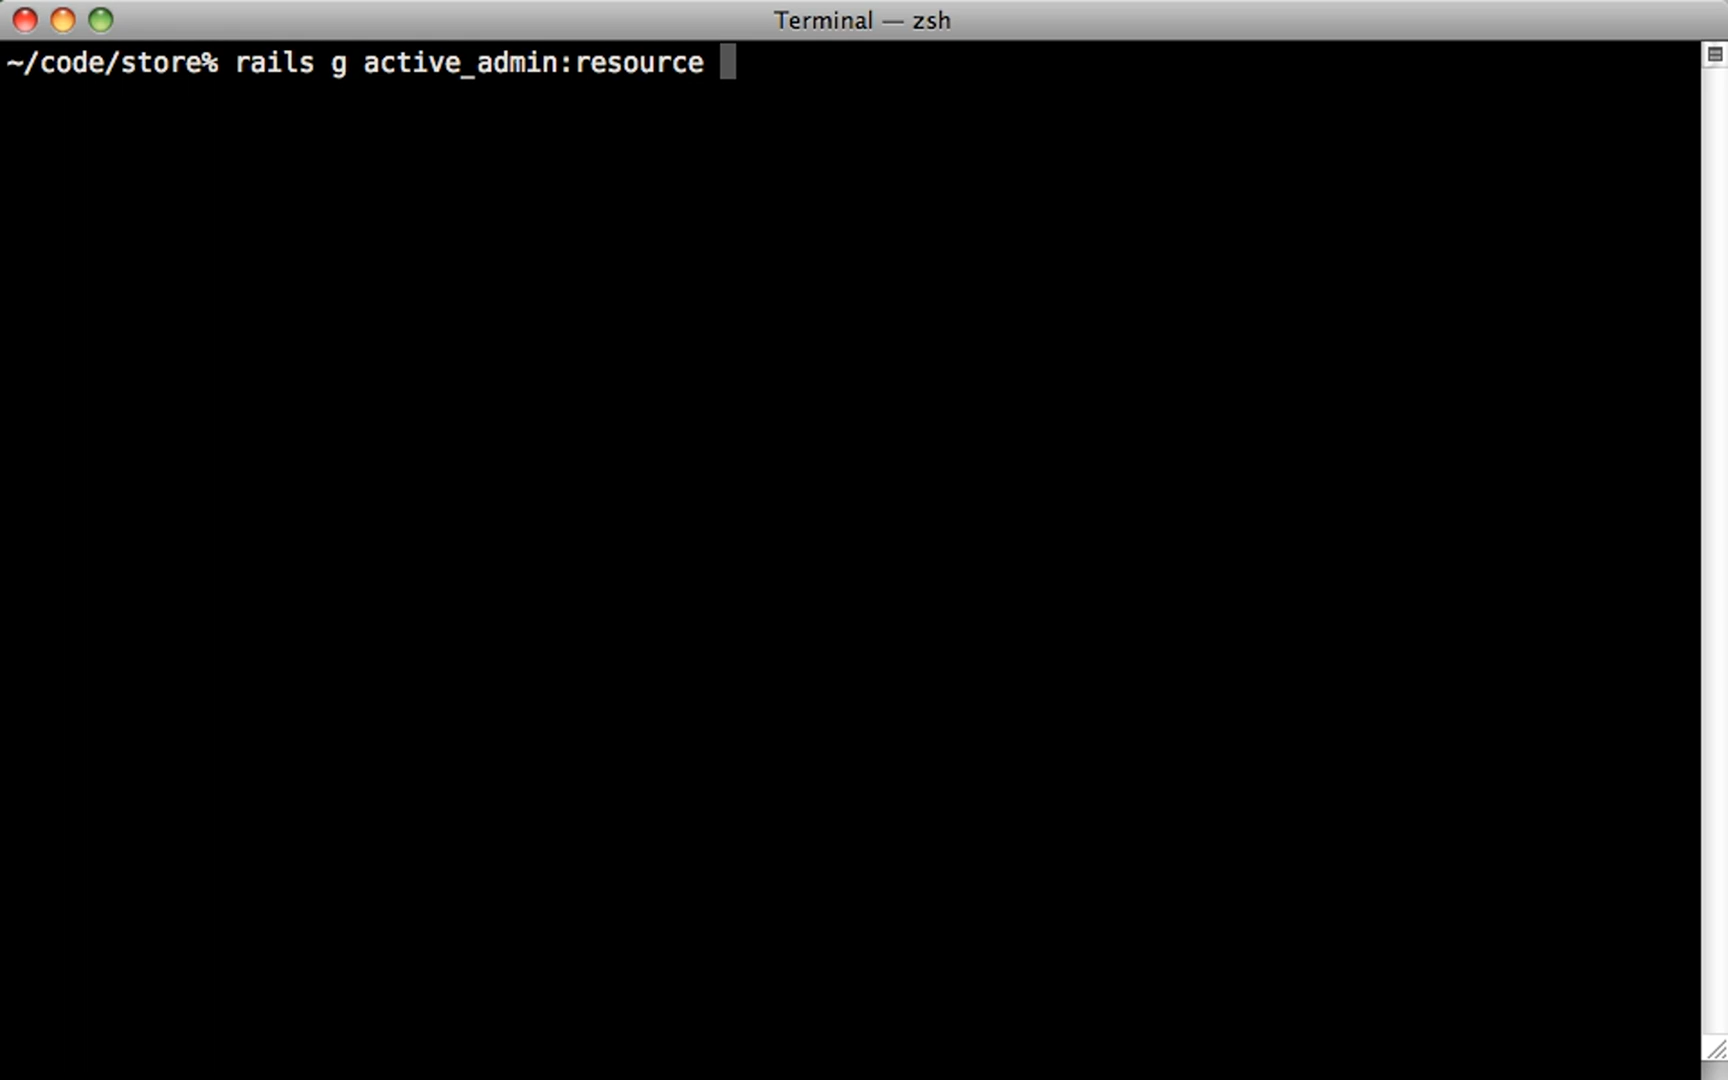 Terminal — zsh
~/code/store% rails g active_admin:resource